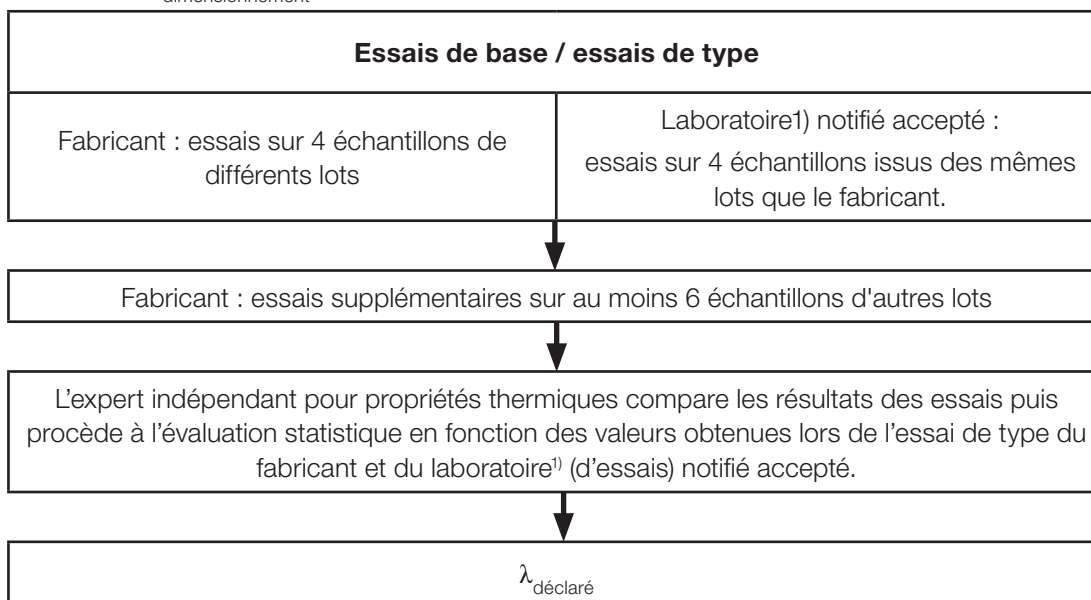 dimensionnement
Essais de base / essais de type
Fabricant : essais sur 4 échantillons de
différents lots
Laboratoire1) notifié accepté :
essais sur 4 échantillons issus des mêmes
lots que le fabricant.
Fabricant : essais supplémentaires sur au moins 6 échantillons d'autres lots
L'expert indépendant pour propriétés thermiques compare les résultats des essais puis
procède à l'évaluation statistique en fonction des valeurs obtenues lors de l'essai de type du
fabricant et du laboratoire1) (d'essais) notifié accepté.
λdéclaré